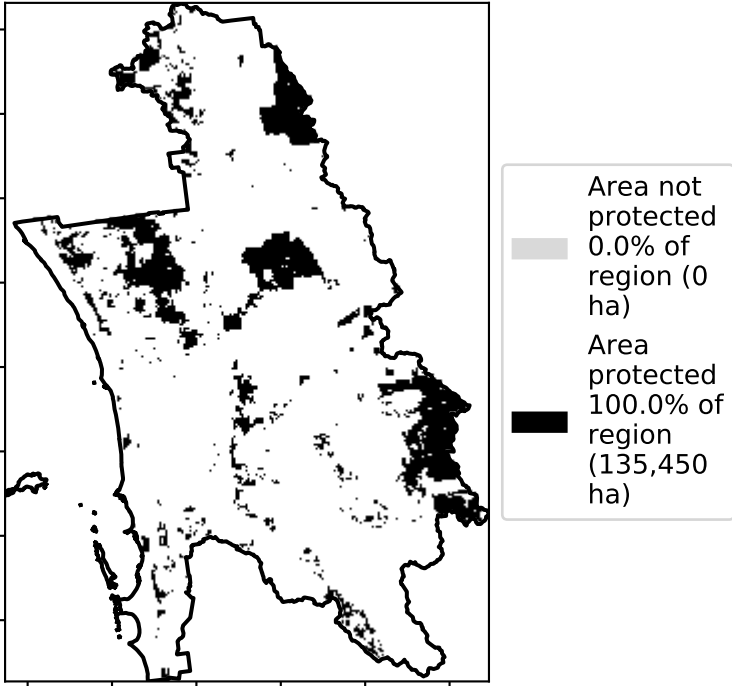 Area not
protected
0.0% of
region (0
ha)
Area
protected
100.0% of
region
(135,450
ha)